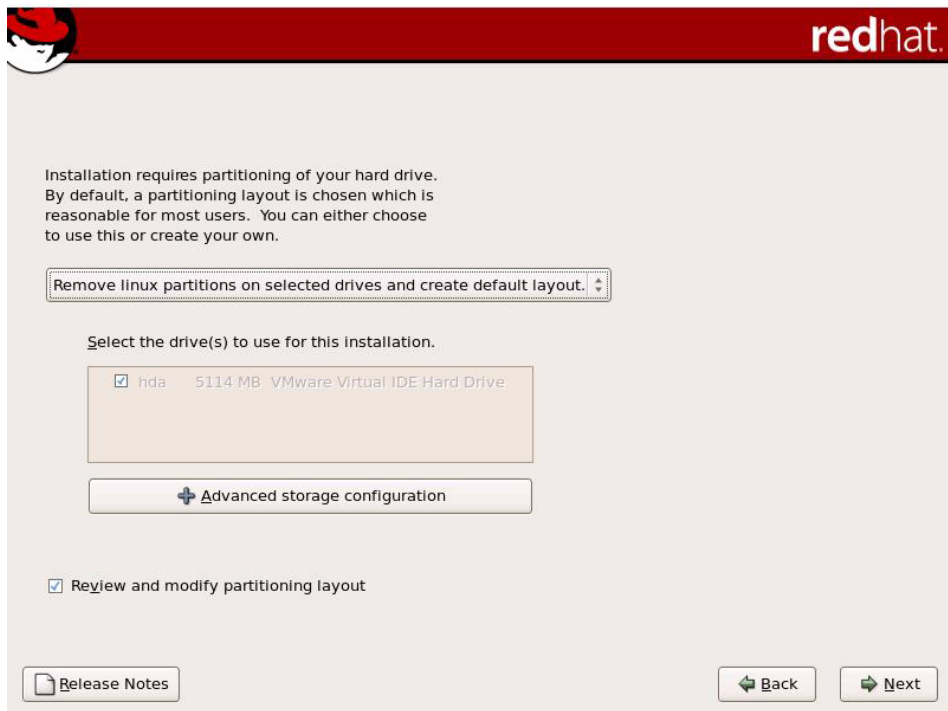 redhat.
Installation requires partitioning of your hard drive.
By default, a partitioning layout is chosen which is
reasonable for most users. You can either choose
to use this or create your own.
Remove linux partitions on selected drives and create default layout.
Select the drive(s) to use for this installation.
hda 5114 MB VMware Virtual IDE Hard Drive
Advanced storage configuration
Review and modify partitioning layout
Release Notes
Back
Next